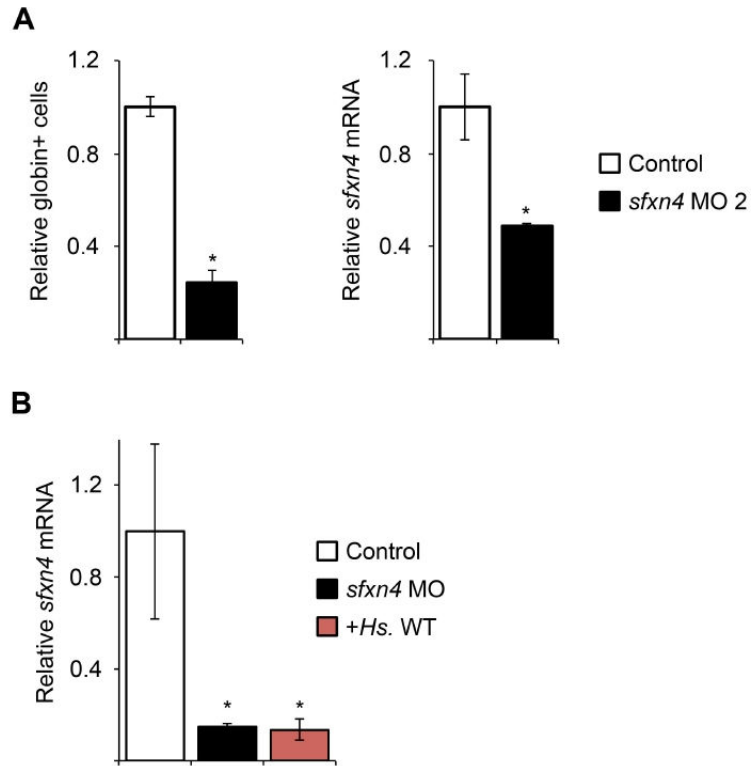 A
Relative globin+ cells
1.2
0.8
0.4
*
Relative sfxn4 mRNA
1.2
0.8
0.4
*
Control
sfxn4 MO 2
B
Relative sfxn4 mRNA
1.2
0.8
0.4
*
*
Control
sfxn4 MO
+Hs. WT